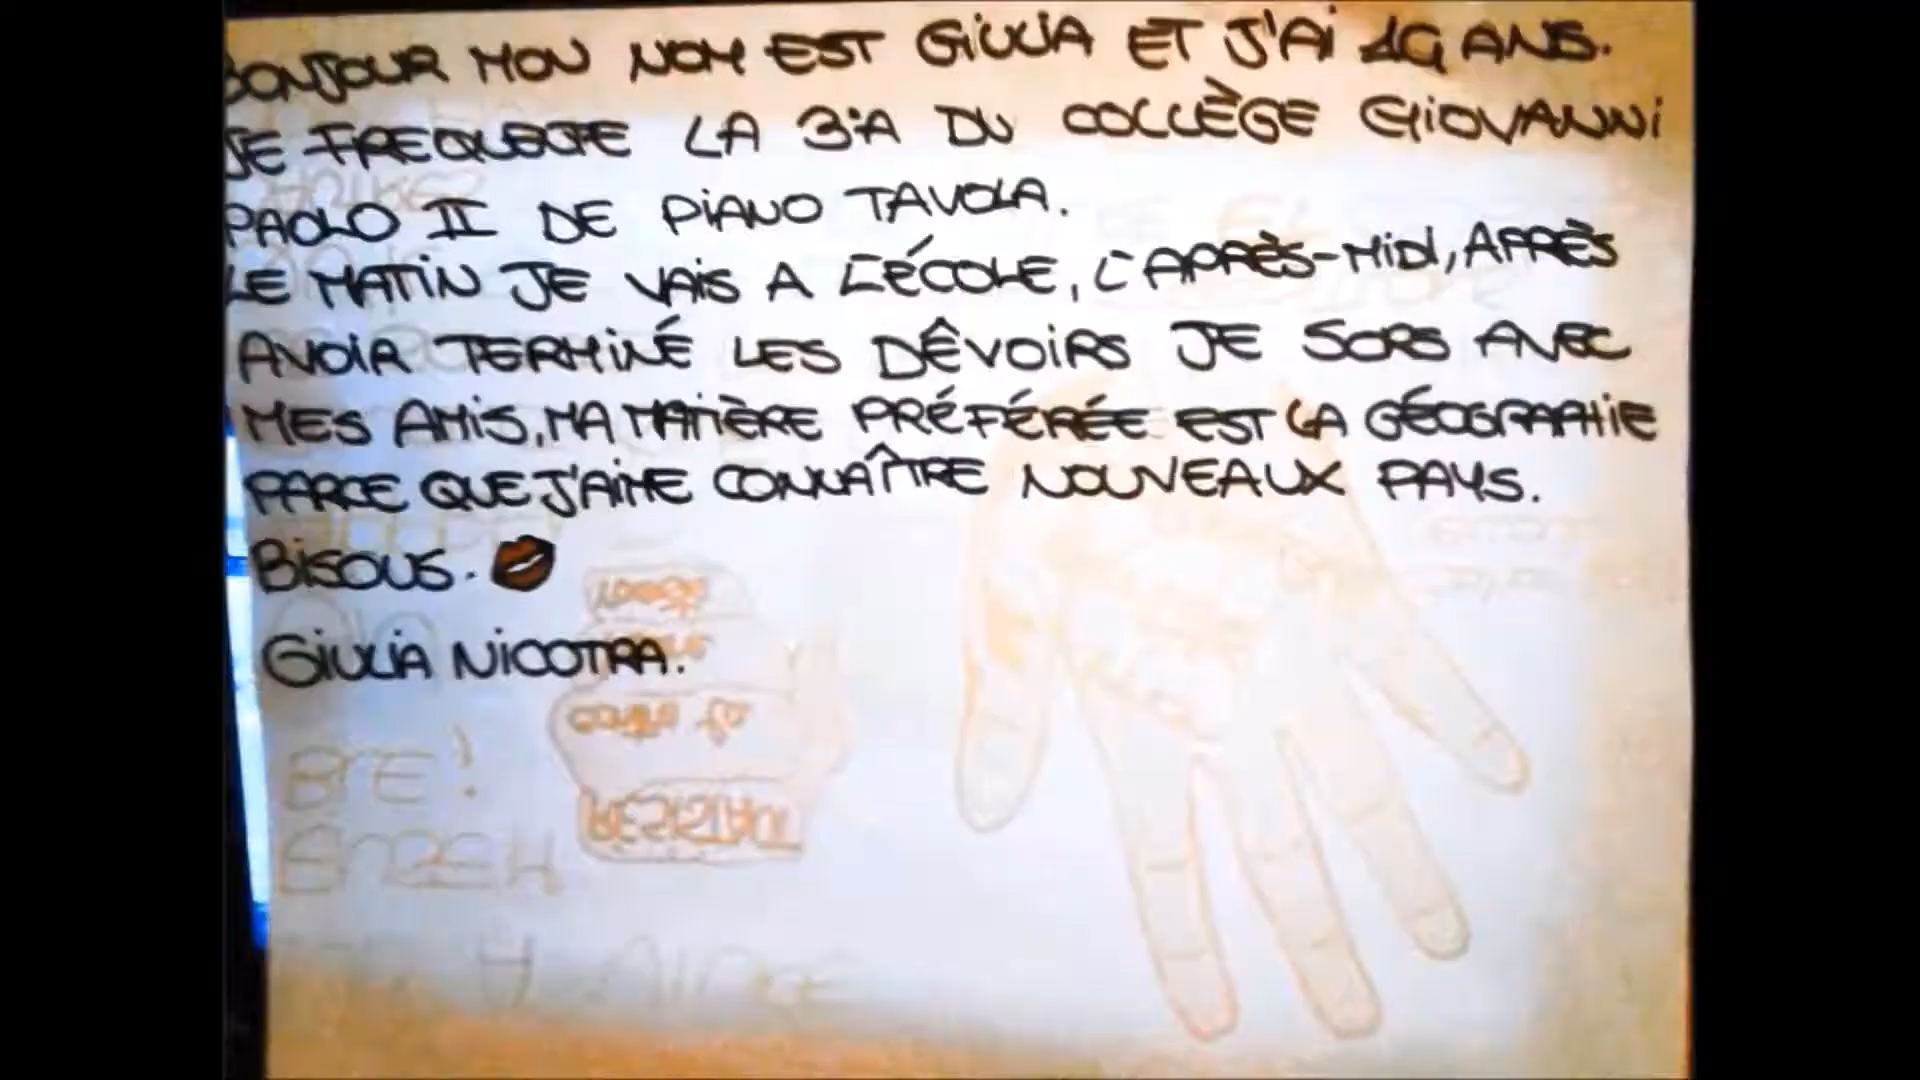 BONJOUR MON NOM EST GIULIA ET J'AI ANS.
JE LA 3ªA DU COLLÈGE GIOVANNI
PAOLO II DE PIANO TAVOLA.
LE MATIN JE VAIS A L'ÉCOLE, L'APRÈS-MIDI, APRÈS
AVOIR TERMINÉ LES DÊVOIRS JE SORS AVEC
MES AMIS, MA MATIÈRE PRÉFÉRÉE EST LA GÉOGRAPHIE
PARCE QUE J'AIME CONNAÎTRE NOUVEAUX PAYS.
BISOUS.
GIULIA NICOTRA.